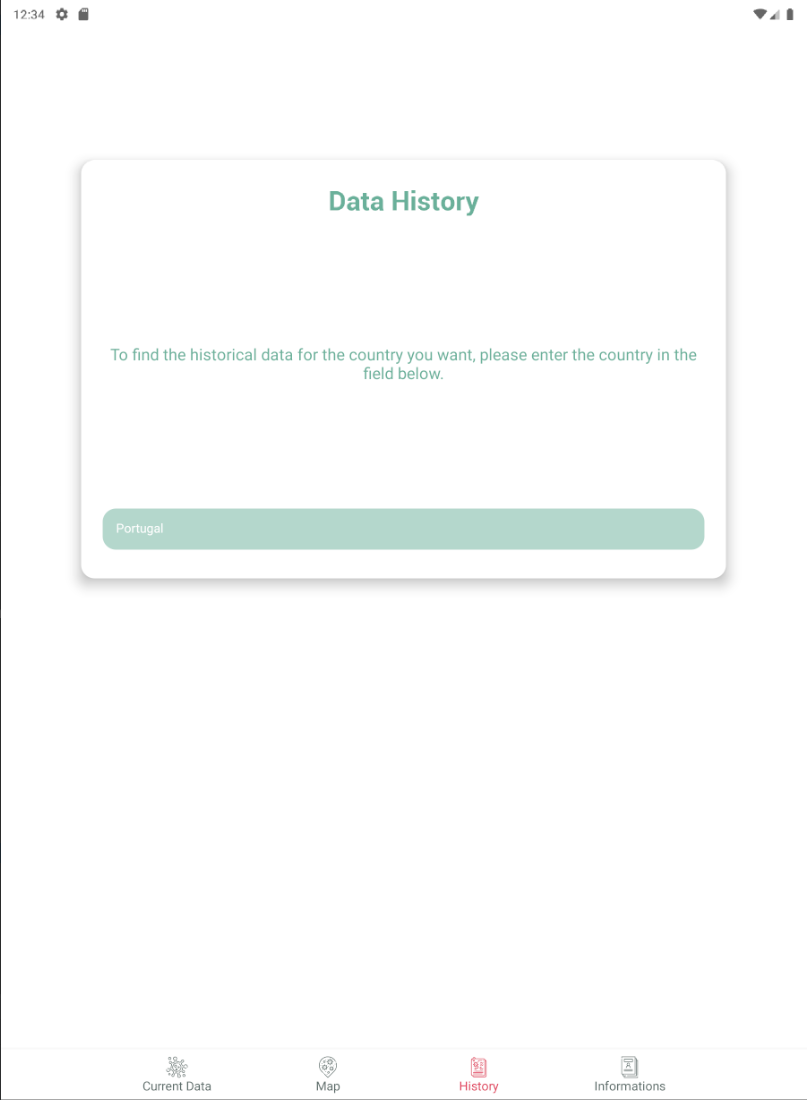 12:34
Data History
To find the historical data for the country you want, please enter the country in the
field below.
Portugal
Current Data
Map
History
Informations